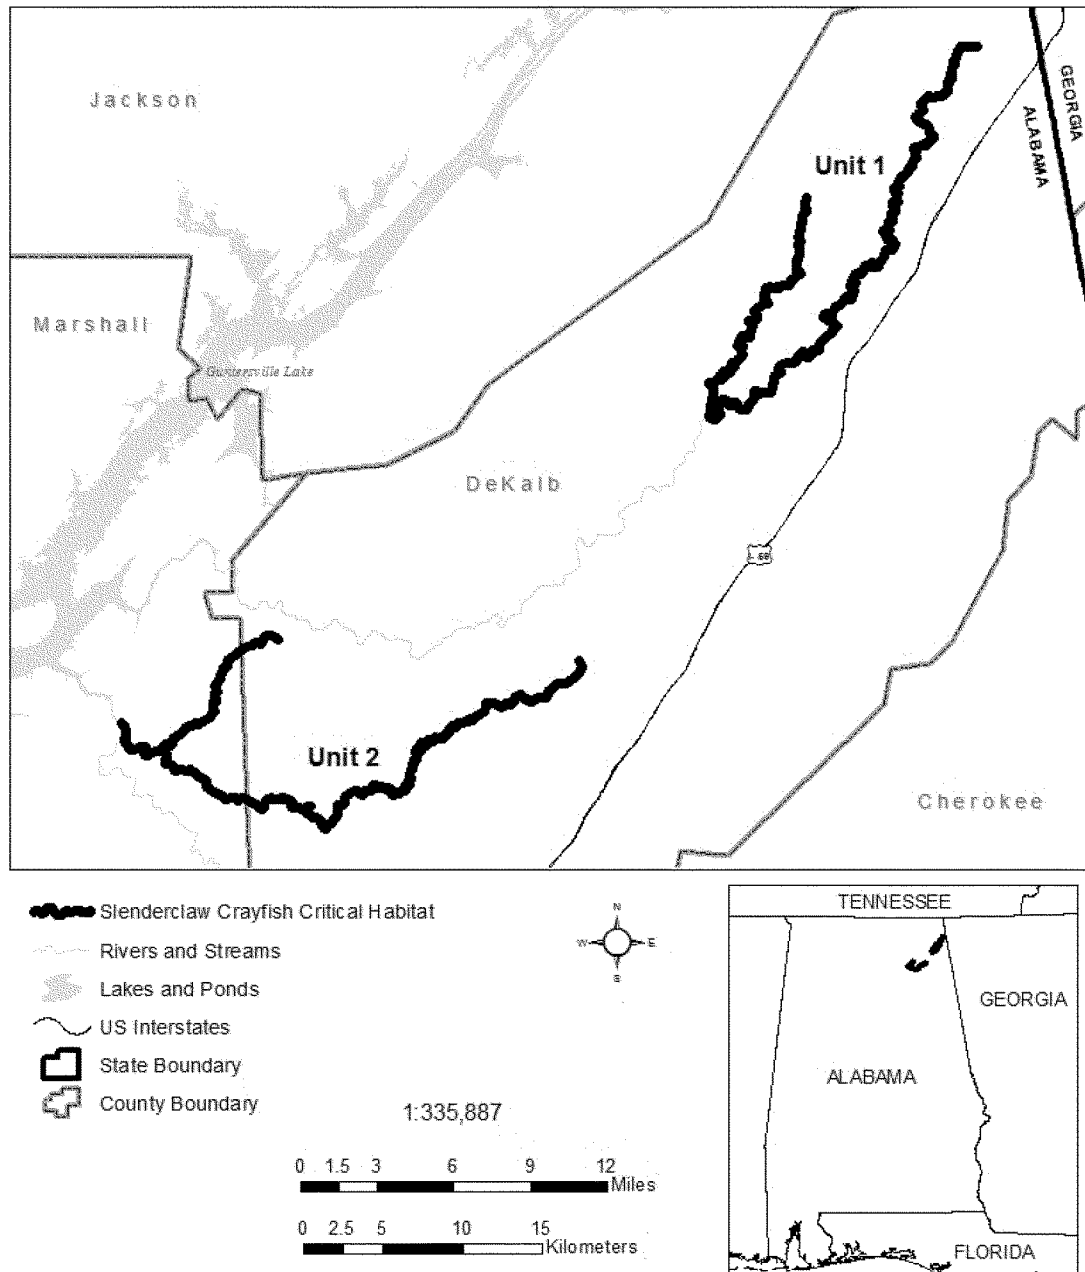 Jackson
GEORGIA
ALABAMA
Unit 1
Marshall
Guntersville Lake
DeKalb
59
Unit 2
Cherokee
Slenderclaw Crayfish Critical Habitat
Rivers and Streams
Lakes and Ponds
US Interstates
State Boundary
County Boundary
N
W
E
S
1:335,887
0 1.5 3 6 9 12
Miles
0 2.5 5 10 15
Kilometers
TENNESSEE
GEORGIA
ALABAMA
FLORIDA